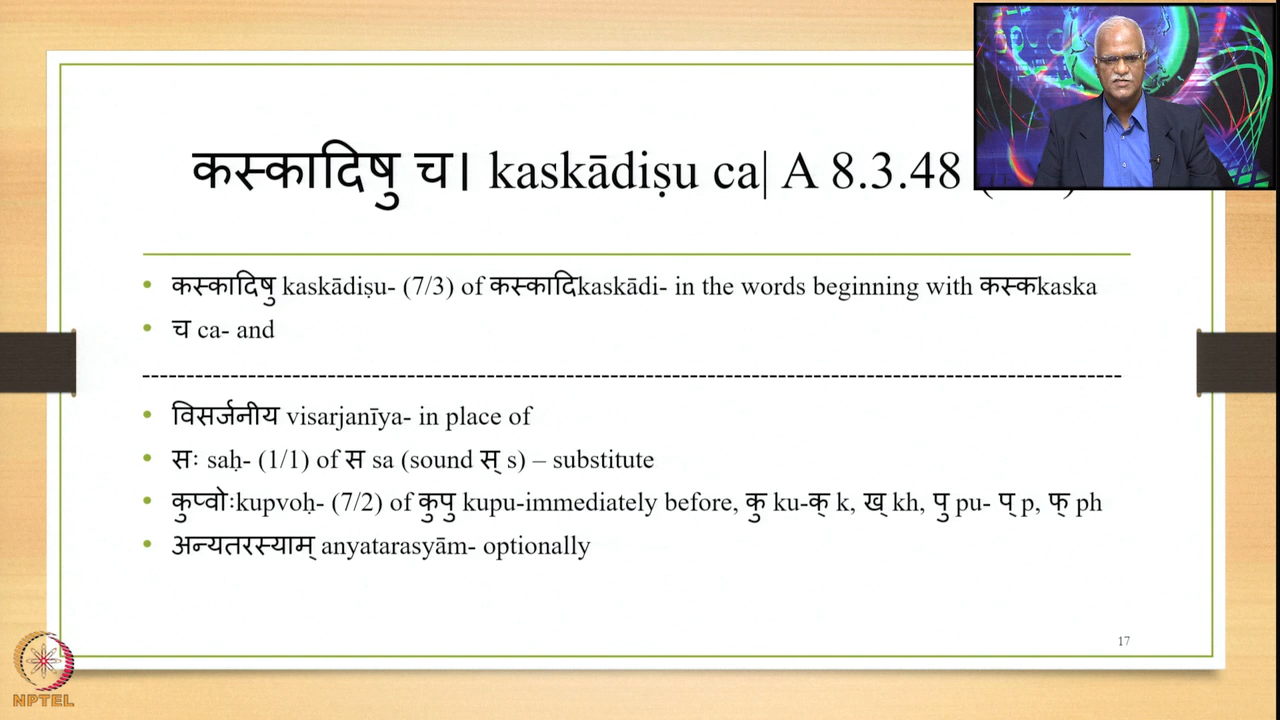 कस्कादिषु च। kaskādiṣu ca| A 8.3.48
• कस्कादिषु kaskādiṣu- (7/3) of कस्कादिkaskādi- in the words beginning with कस्कkaska
• च ca- and
• विसर्जनीय visarjanīya- in place of
• सः saḥ- (1/1) of स sa (sound स् s) – substitute
• कुप्वोःkupvoḥ- (7/2) of कुपु kupu-immediately before, कु ku-क् k, ख् kh, पु pu- प् p, फ् ph
• अन्यतरस्याम् anyatarasyām- optionally
17
NPTEL